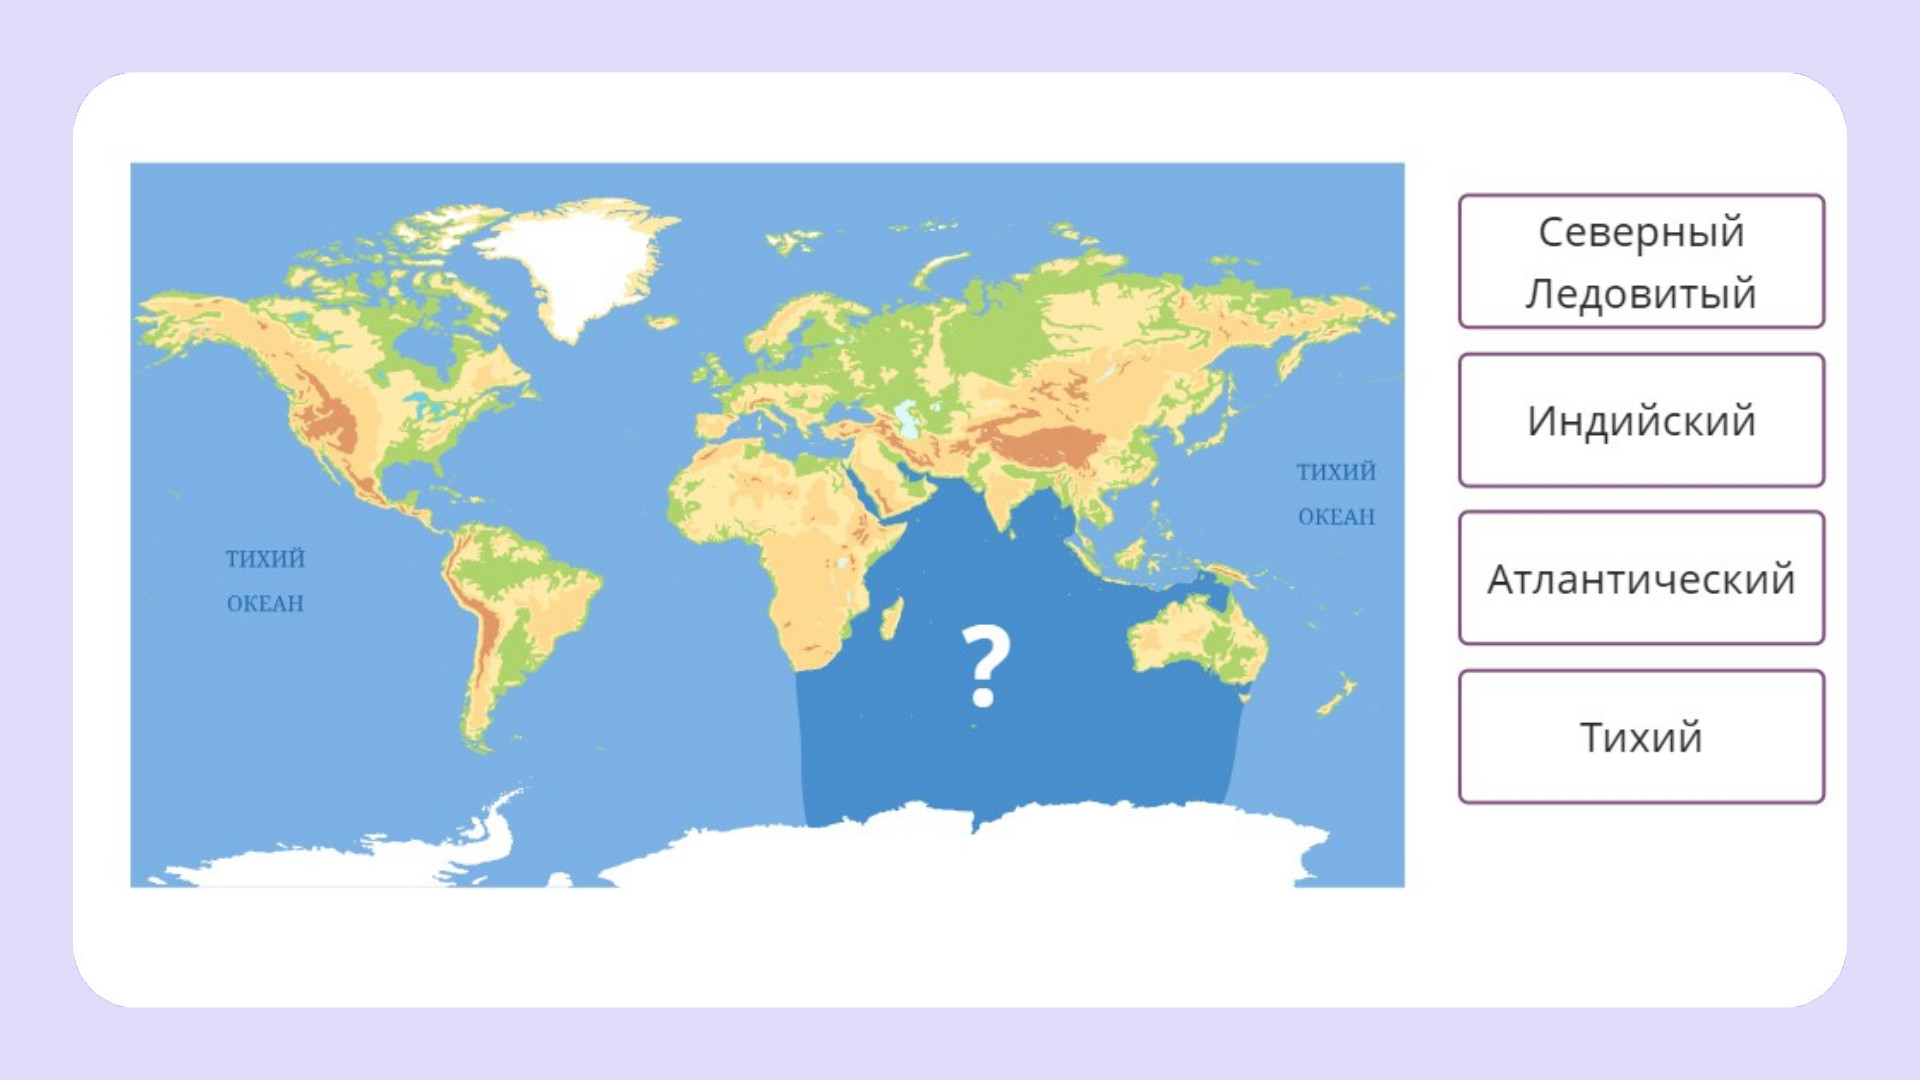 ТИХИЙ
ОКЕАН
ТИХИЙ
ОКЕАН
?
Северный
Ледовитый
Индийский
Атлантический
Тихий